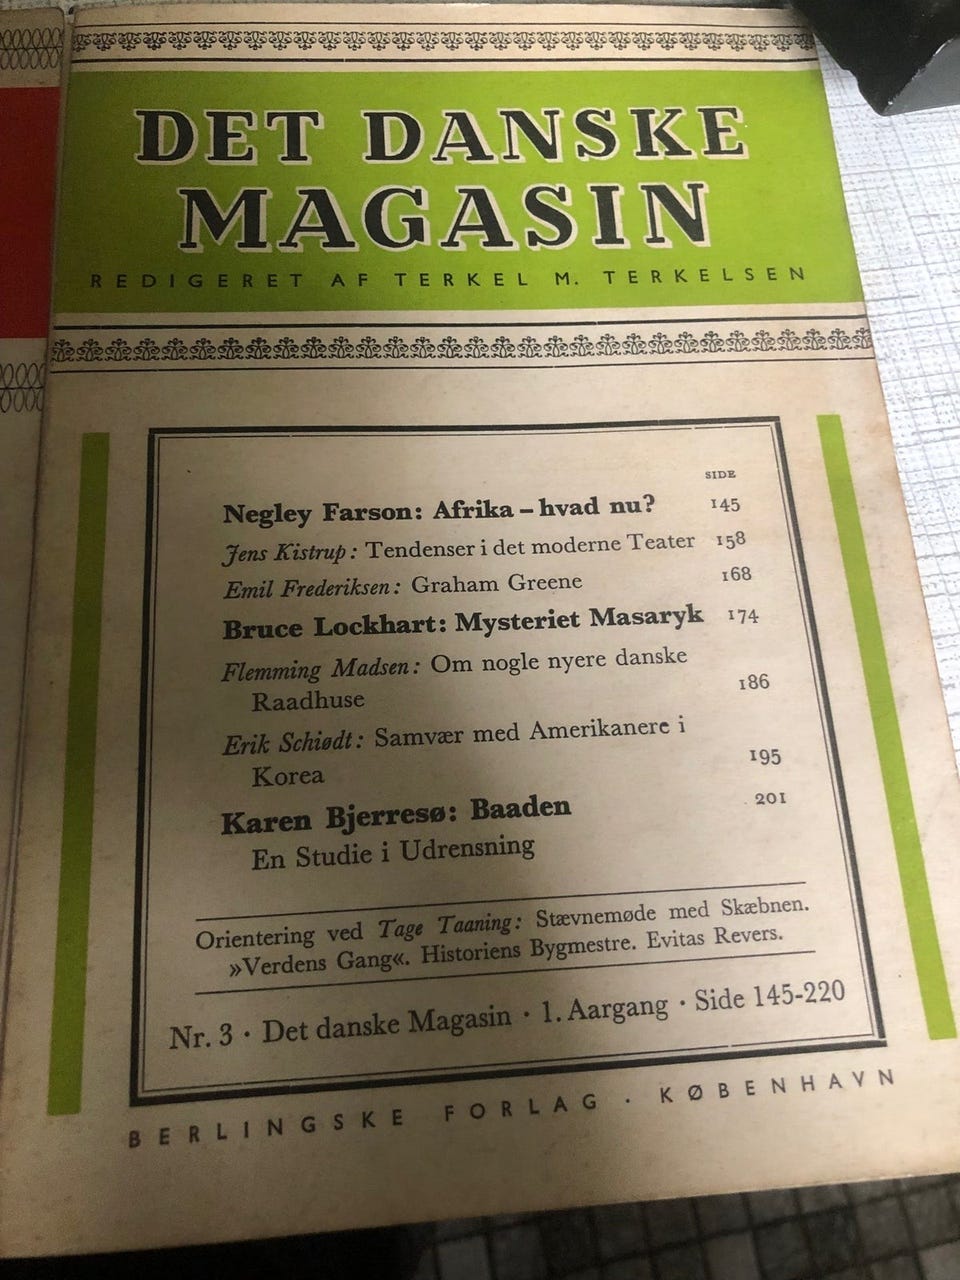 DET DANSKE
MAGASIN
REDIGERET AF TERKEL M. TERKELSEN
SIDE
Negley Farson: Afrika – hvad nu? 145
Jens Kistrup: Tendenser i det moderne Teater 158
Emil Frederiksen: Graham Greene 168
Bruce Lockhart: Mysteriet Masaryk 174
Flemming Madsen: Om nogle nyere danske
Raadhuse 186
Erik Schiødt: Samvær med Amerikanere i
Korea 195
Karen Bjerresø: Baaden 201
En Studie i Udrensning
Orientering ved Tage Taaning: Stævnemøde med Skæbnen.
»Verdens Gang«. Historiens Bygmestre. Evitas Revers.
Nr. 3 · Det danske Magasin · 1. Aargang · Side 145-220
BERLINGSKE FORLAG · KØBENHAVN